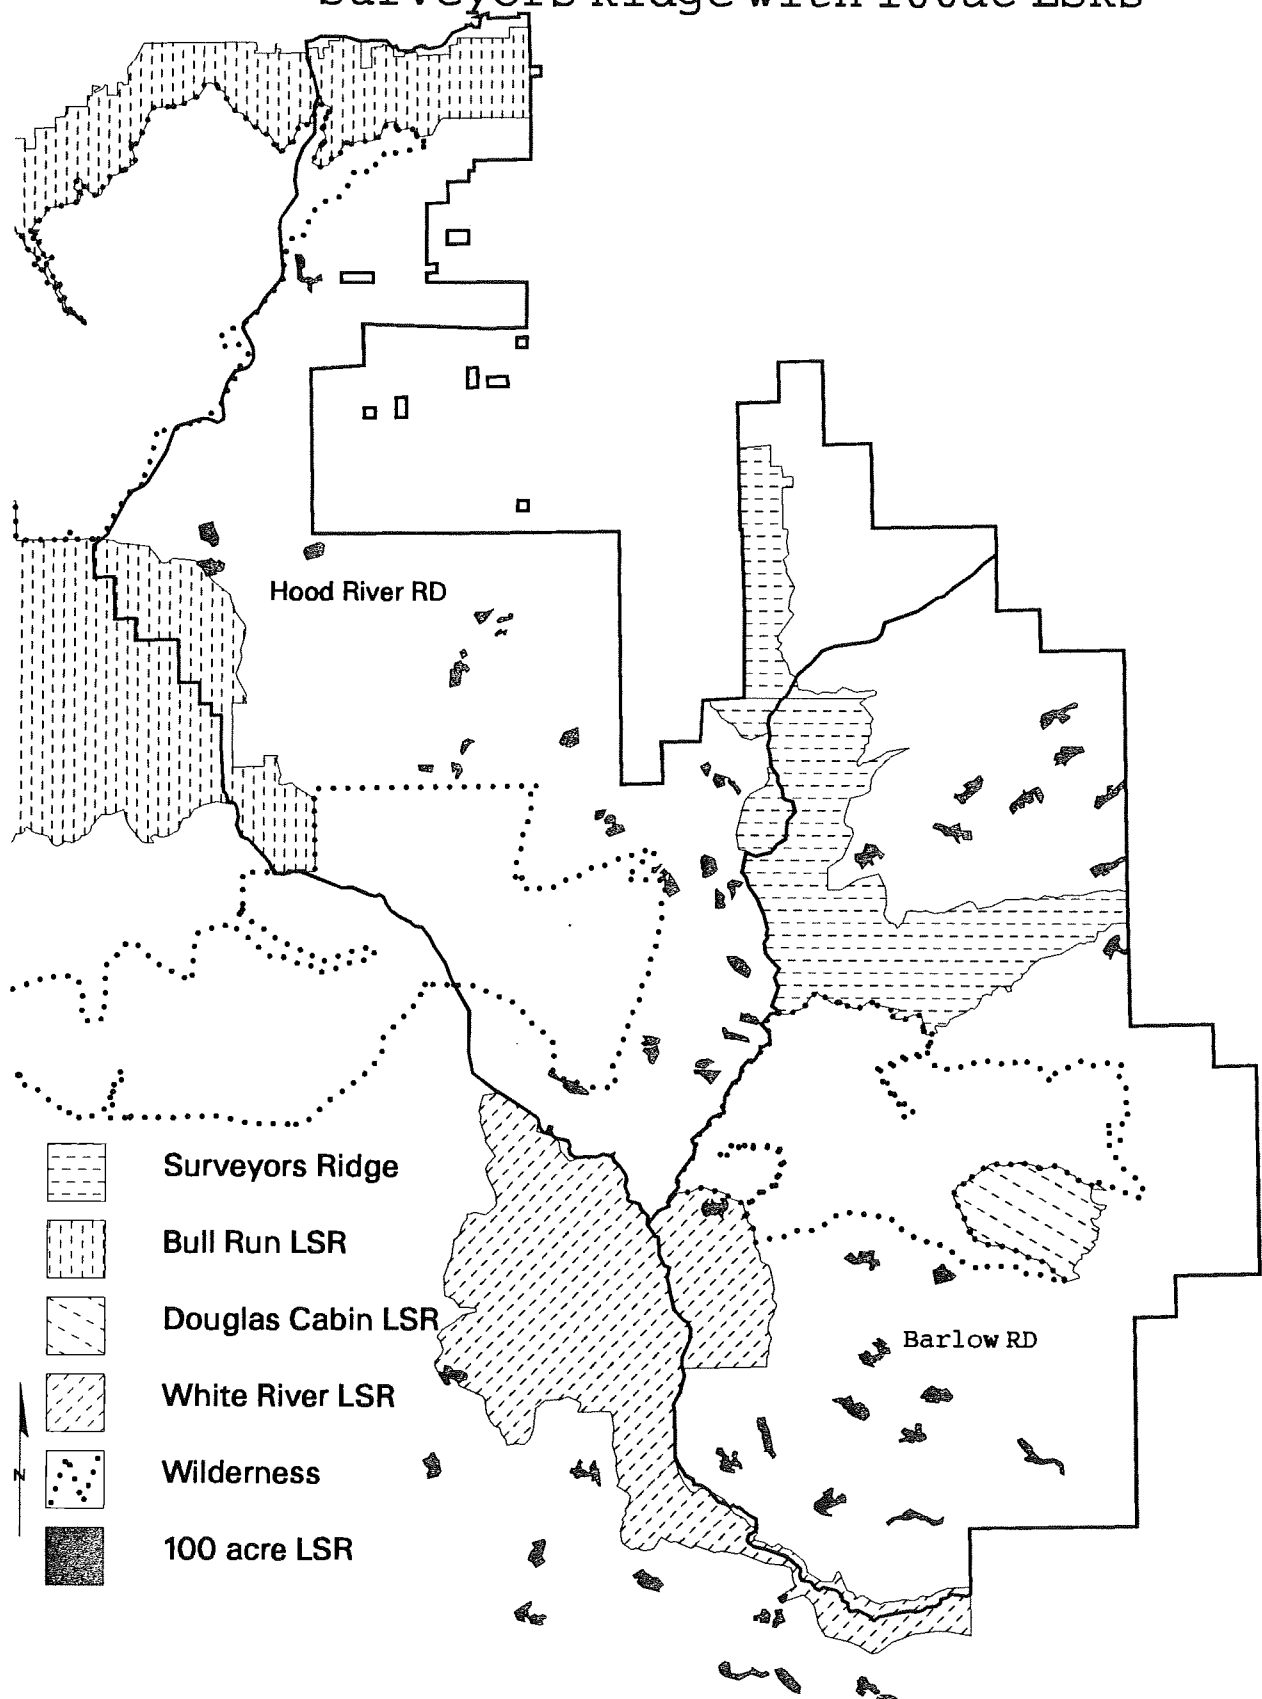 Surveyors Ridge with 100ac LSRs
Hood River RD
Surveyors Ridge
Bull Run LSR
Douglas Cabin LSR
White River LSR
Barlow RD
Wilderness
N
100 acre LSR